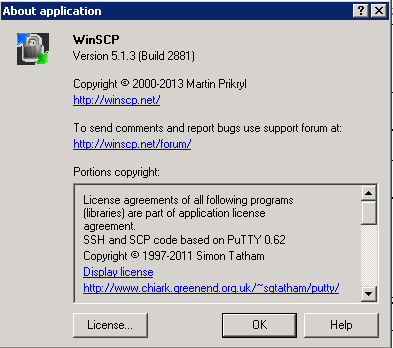 About application
WinSCP
Version 5.1.3 (Build 2881)
Copyright © 2000-2013 Martin Prikryl
http://winscp.net/
To send comments and report bugs use support forum at:
http://winscp.net/forum/
Portions copyright:
License agreements of all following programs
(libraries) are part of application license
agreement.
SSH and SCP code based on PuTTY 0.62
Copyright © 1997-2011 Simon Tatham
Display license
http://www.chiark.greenend.org.uk/~sgtatham/putty/
License... OK Help